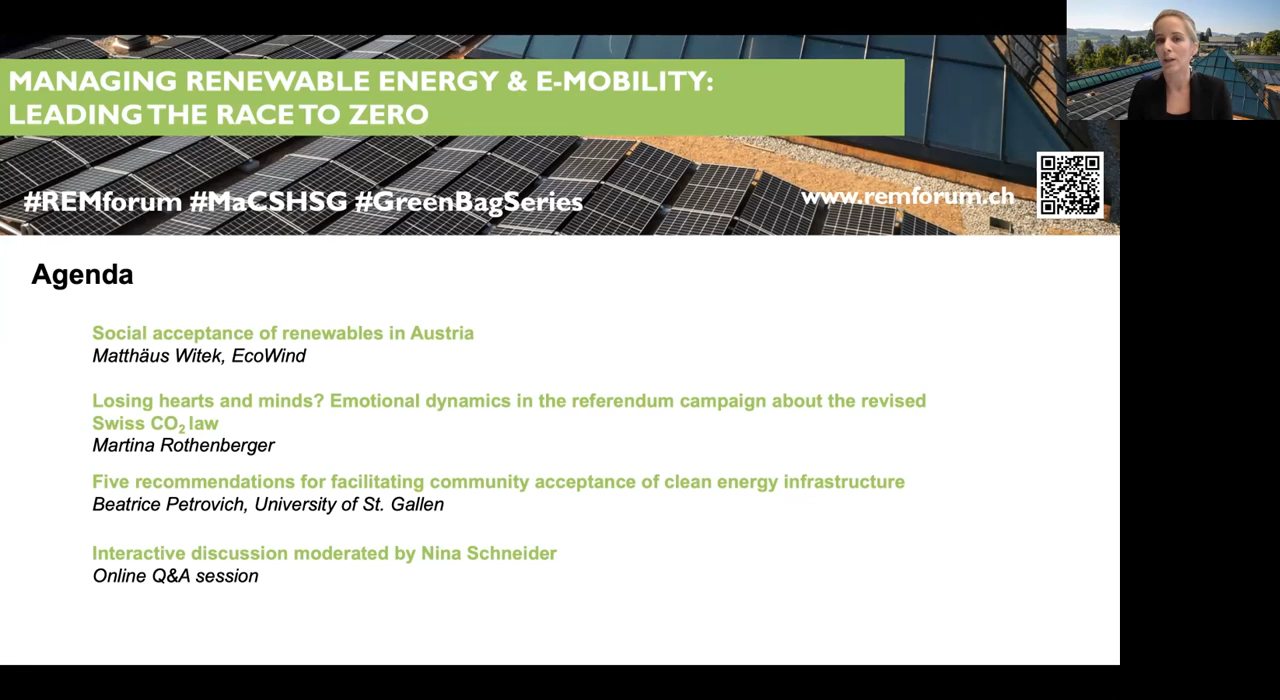 MANAGING RENEWABLE ENERGY & E-MOBILITY:
LEADING THE RACE TO ZERO
#REMforum #MaCSHSG #GreenBagSeries
www.remforum.ch
Agenda
Social acceptance of renewables in Austria
Matthäus Witek, EcoWind
Losing hearts and minds? Emotional dynamics in the referendum campaign about the revised
Swiss CO₂ law
Martina Rothenberger
Five recommendations for facilitating community acceptance of clean energy infrastructure
Beatrice Petrovich, University of St. Gallen
Interactive discussion moderated by Nina Schneider
Online Q&A session